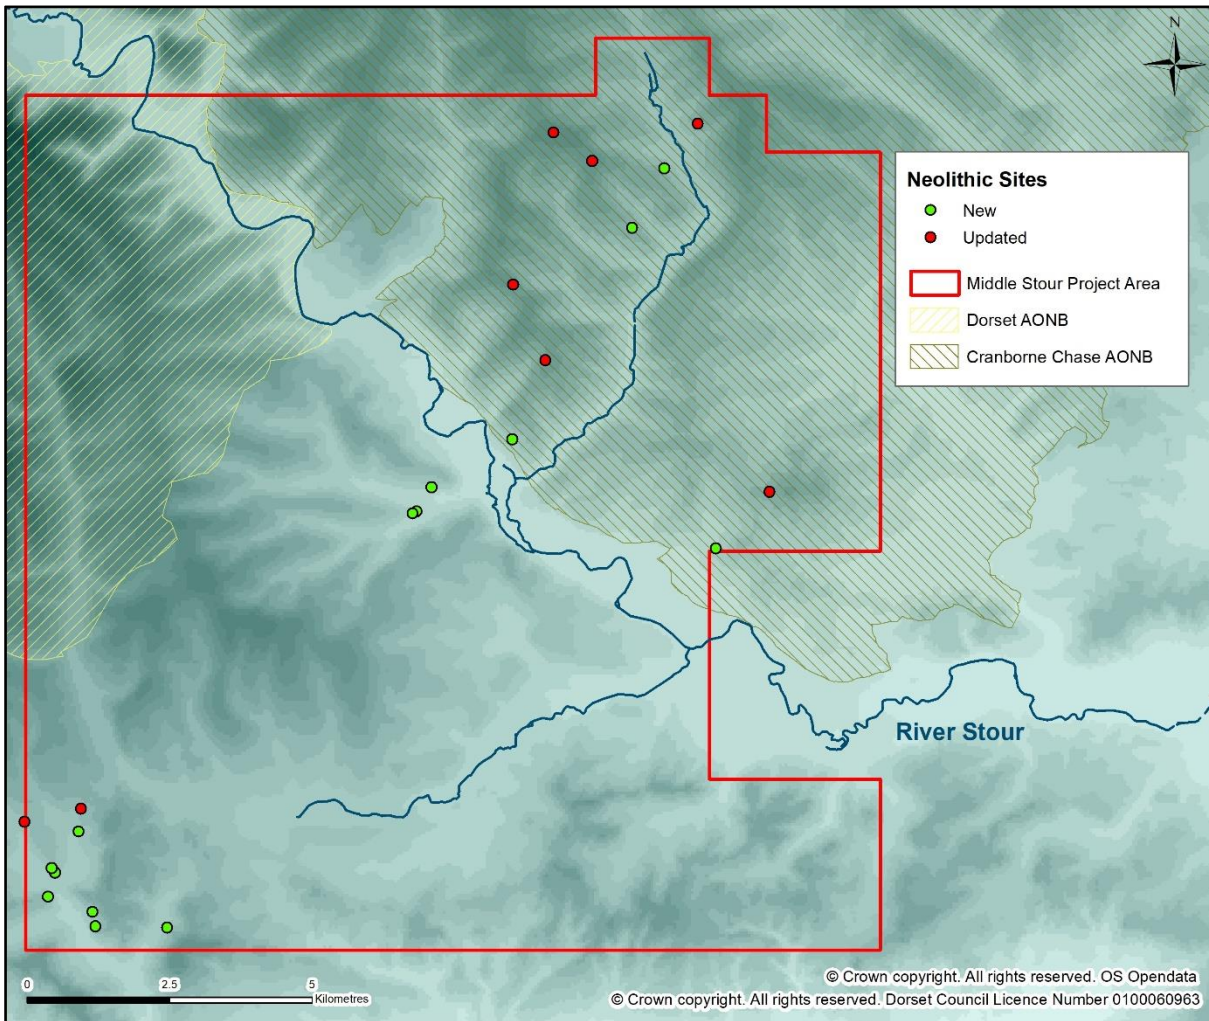 N
Neolithic Sites
New
Updated
Middle Stour Project Area
Dorset AONB
Cranborne Chase AONB
River Stour
0 2.5 5
Kilometres
© Crown copyright. All rights reserved. OS Opendata
© Crown copyright. All rights reserved. Dorset Council Licence Number 0100060963